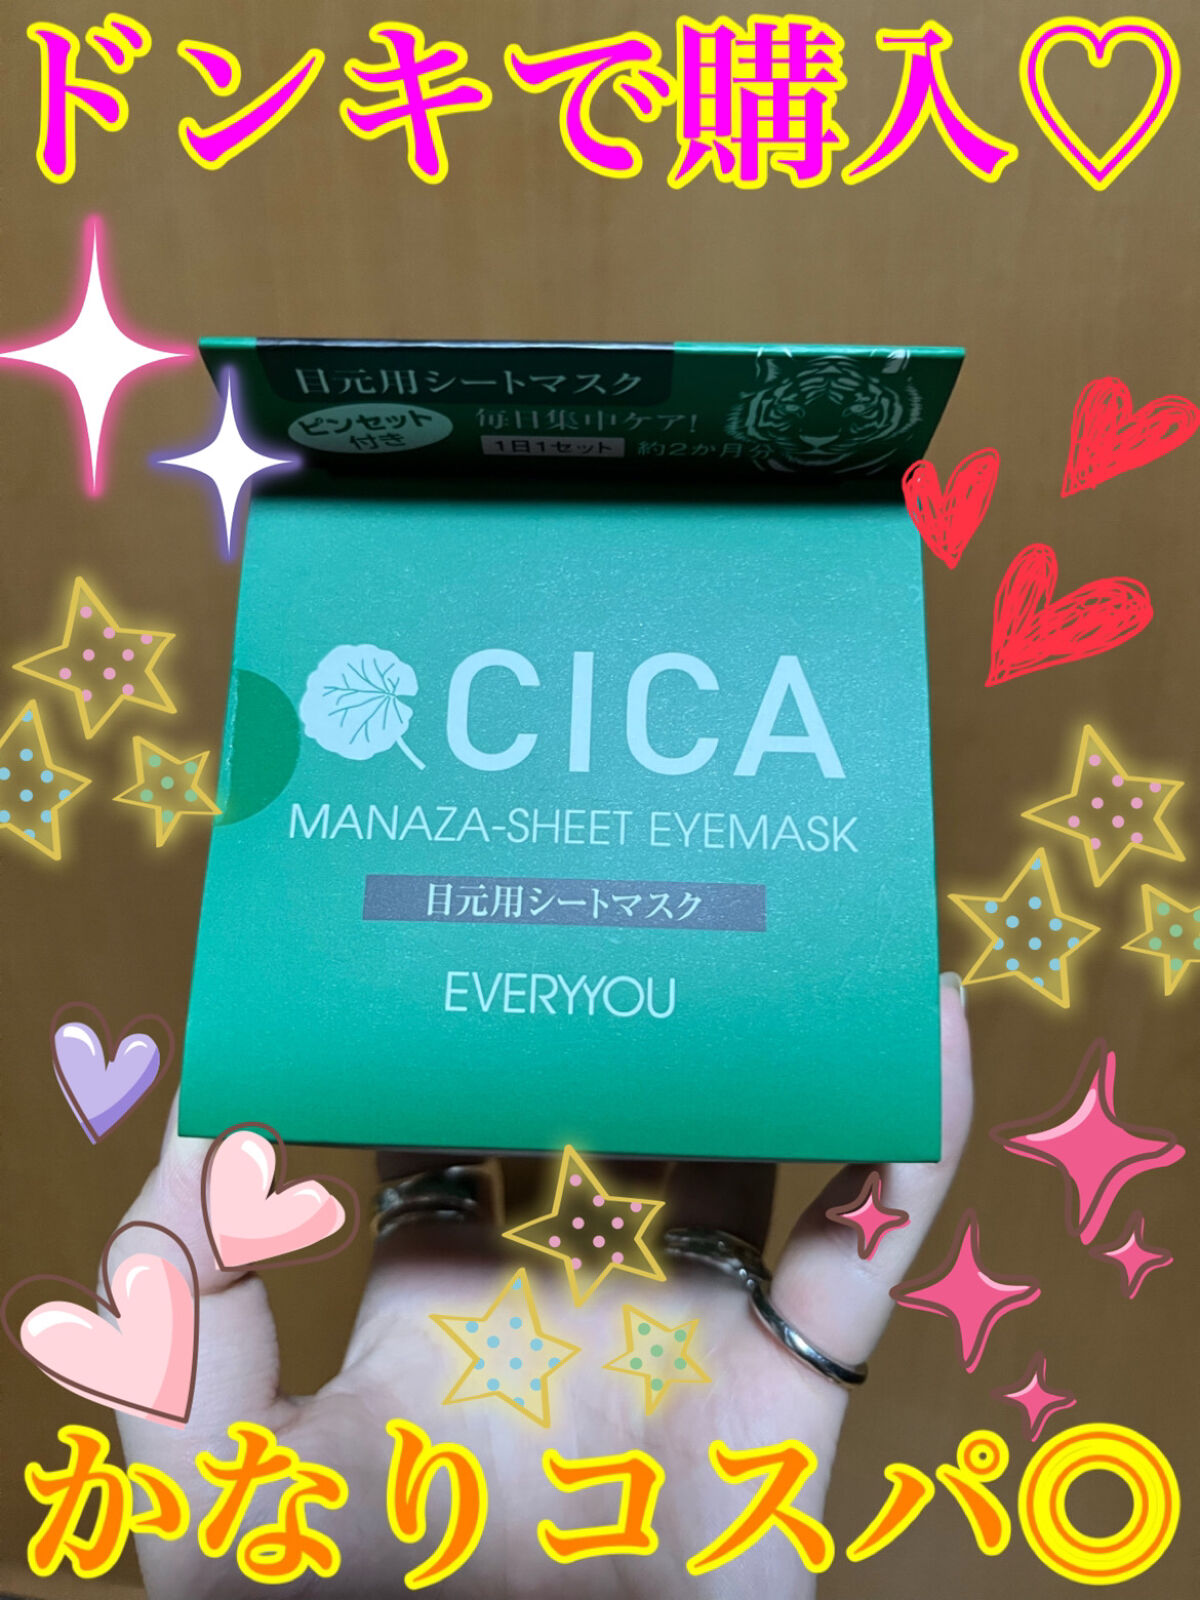 ドンキで購入♡
目元用シートマスク
ピンセット
付き
毎日集中ケア!
1日1セット 約2か月分
CICA
MANAZA-SHEET EYEMASK
目元用シートマスク
EVERYYOU
かなりコスパ◎